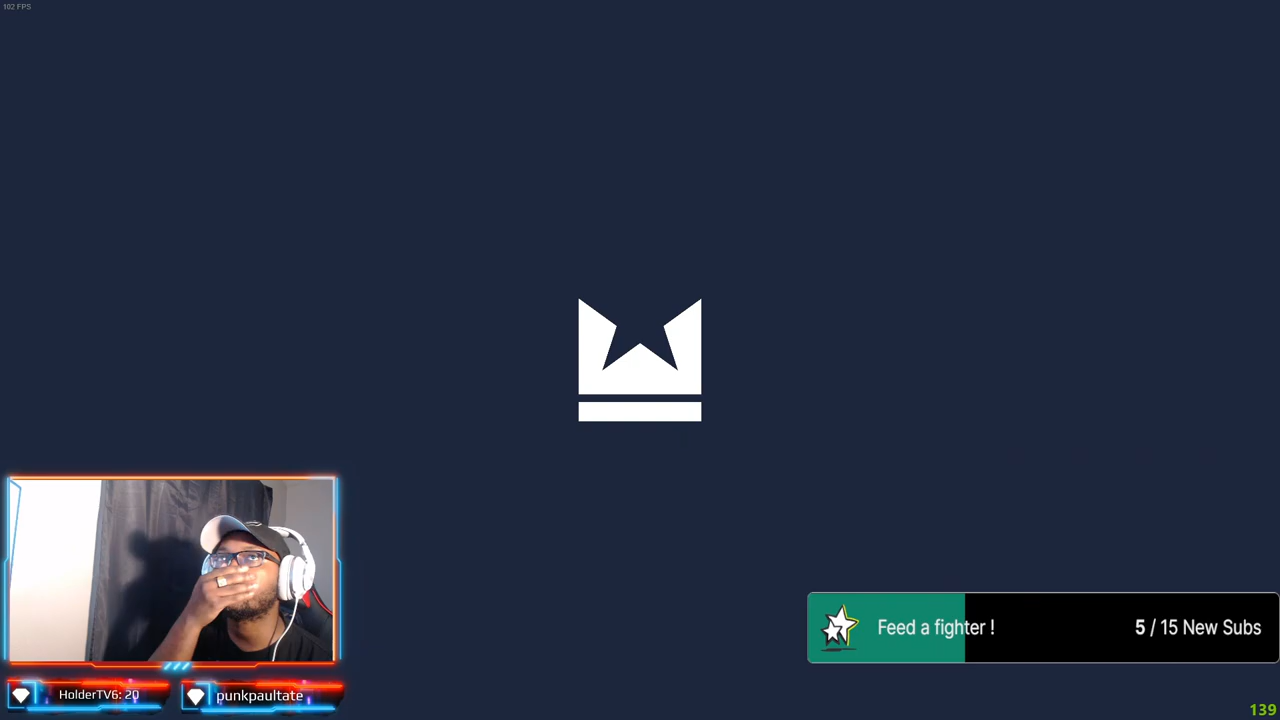 102 FPS
Feed a fighter !
5 / 15 New Subs
HolderTV6: 20
punkpaultate
139